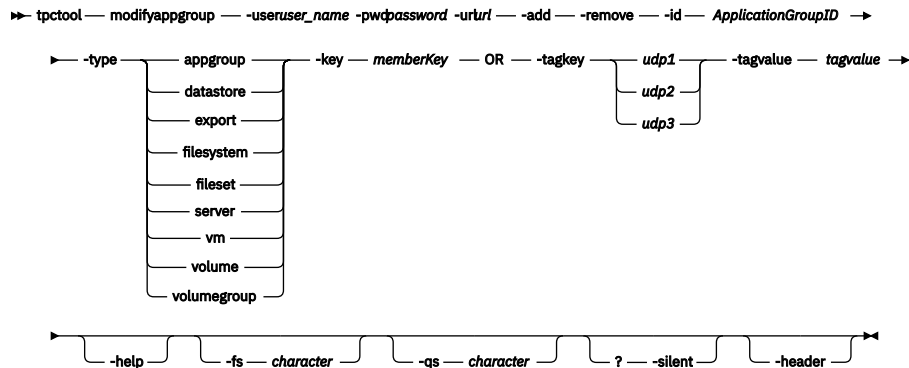 tpctool modifyappgroup -useruser_name -pwdpassword -urlurl -add -remove -id ApplicationGroupID
-type appgroup -key memberKey OR -tagkey udp1 -tagvalue tagvalue
datastore udp2
export udp3
filesystem
fileset
server
vm
volume
volumegroup
-help -fs character -qs character ? -silent -header